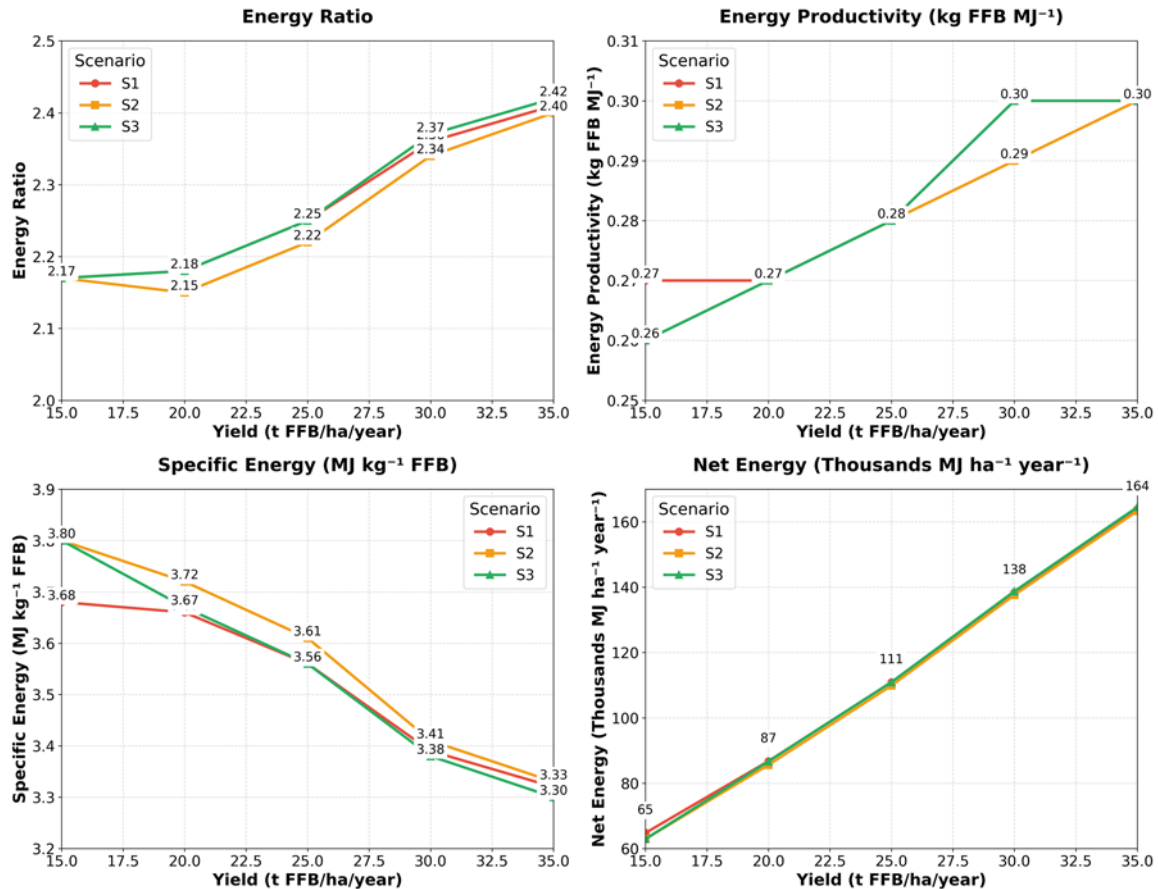 Energy Ratio
Energy Ratio
2.5
2.4
2.3
2.2
2.1
2.0
Scenario
S1
S2
S3
2.17
2.18
2.15
2.25
2.22
2.37
2.34
2.42
2.40
15.0 17.5 20.0 22.5 25.0 27.5 30.0 32.5 35.0
Yield (t FFB/ha/year)
Energy Productivity (kg FFB MJ⁻¹)
Energy Productivity (kg FFB MJ⁻¹)
0.31
0.30
0.29
0.28
0.25
Scenario
S1
S2
S3
0.27
0.26
0.27
0.28
0.30
0.29
0.30
15.0 17.5 20.0 22.5 25.0 27.5 30.0 32.5 35.0
Yield (t FFB/ha/year)
Specific Energy (MJ kg⁻¹ FFB)
Specific Energy (MJ kg⁻¹ FFB)
3.9
3.6
3.5
3.4
3.3
3.2
Scenario
S1
S2
S3
3.80
3.68
3.72
3.67
3.61
3.56
3.41
3.38
3.33
3.30
15.0 17.5 20.0 22.5 25.0 27.5 30.0 32.5 35.0
Yield (t FFB/ha/year)
Net Energy (Thousands MJ ha⁻¹ year⁻¹)
Net Energy (Thousands MJ ha⁻¹ year⁻¹)
160
140
120
100
80
60
Scenario
S1
S2
S3
65
87
111
138
164
15.0 17.5 20.0 22.5 25.0 27.5 30.0 32.5 35.0
Yield (t FFB/ha/year)